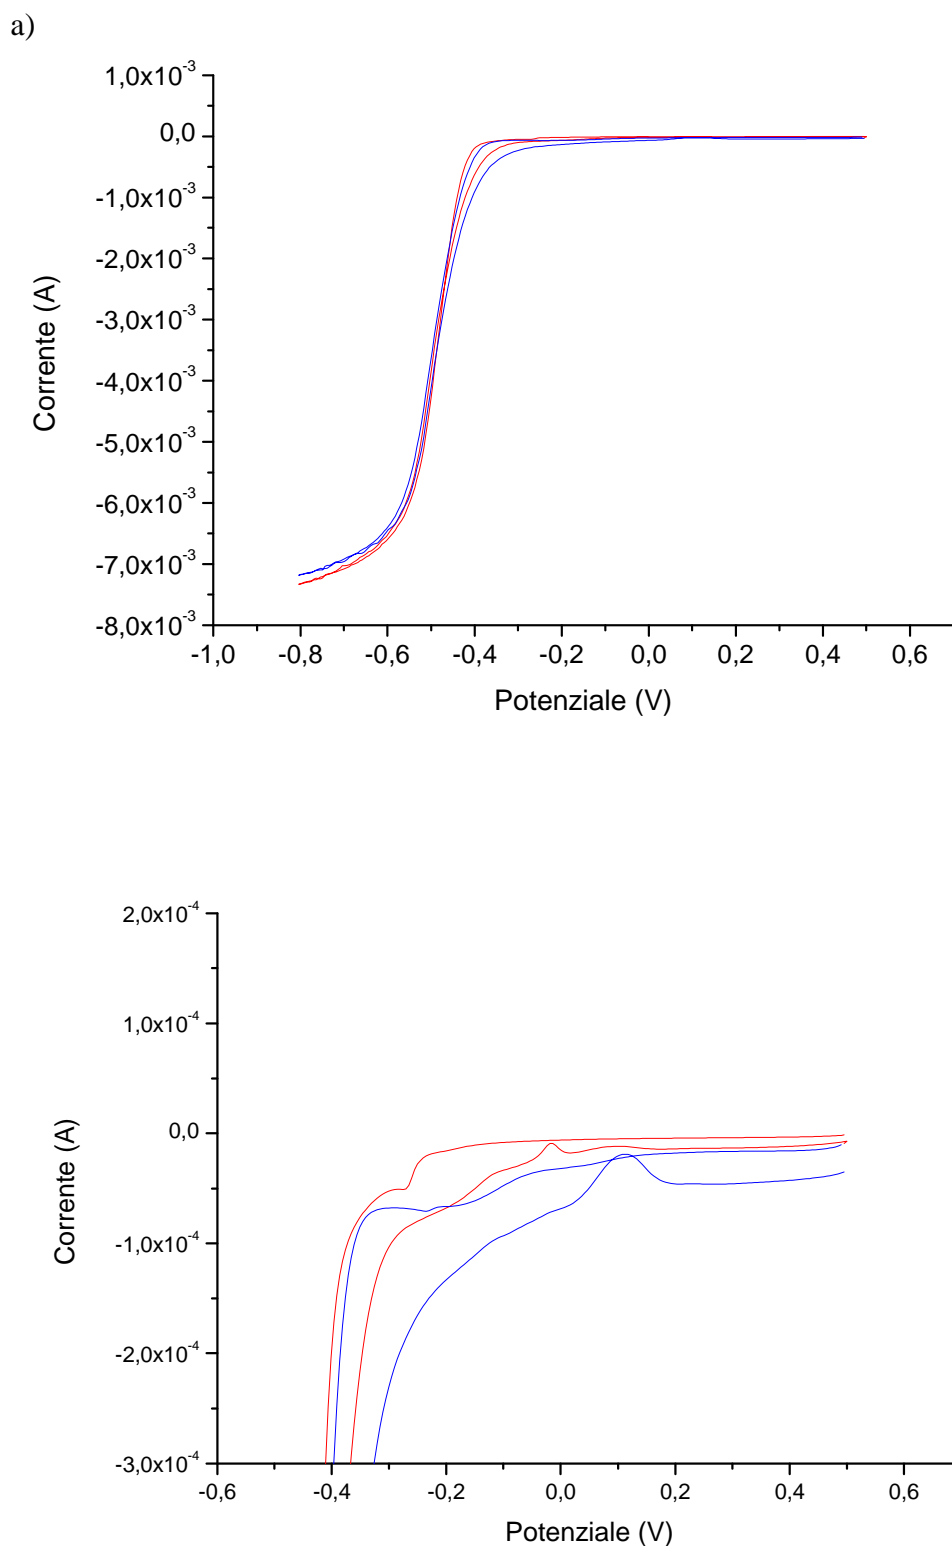 a)
1,0x10⁻³
0,0
-1,0x10⁻³
-2,0x10⁻³
-3,0x10⁻³
-4,0x10⁻³
-5,0x10⁻³
-6,0x10⁻³
-7,0x10⁻³
-8,0x10⁻³
Corrente (A)
-1,0 -0,8 -0,6 -0,4 -0,2 0,0 0,2 0,4 0,6
Potenziale (V)
2,0x10⁻⁴
1,0x10⁻⁴
0,0
-1,0x10⁻⁴
-2,0x10⁻⁴
-3,0x10⁻⁴
Corrente (A)
-0,6 -0,4 -0,2 0,0 0,2 0,4 0,6
Potenziale (V)